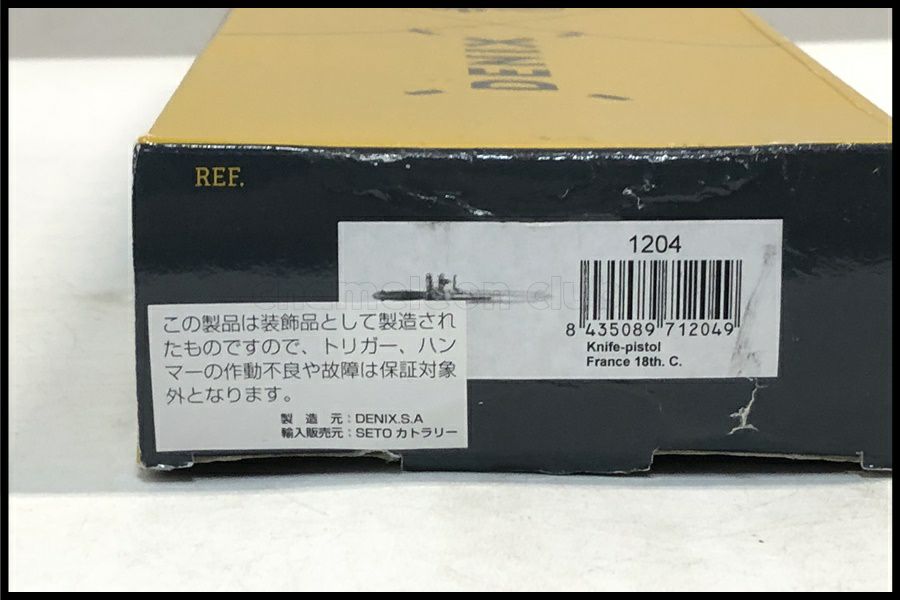 DENIX
REF.
1204
8 435089 712049
Knife-pistol
France 18th. C.
chameleon club
この製品は装飾品として製造され
たものですので、トリガー、ハン
マーの作動不良や故障は保証対象
外となります。
製 造 元：DENIX.S.A
輸入販売元：SETO カトラリー